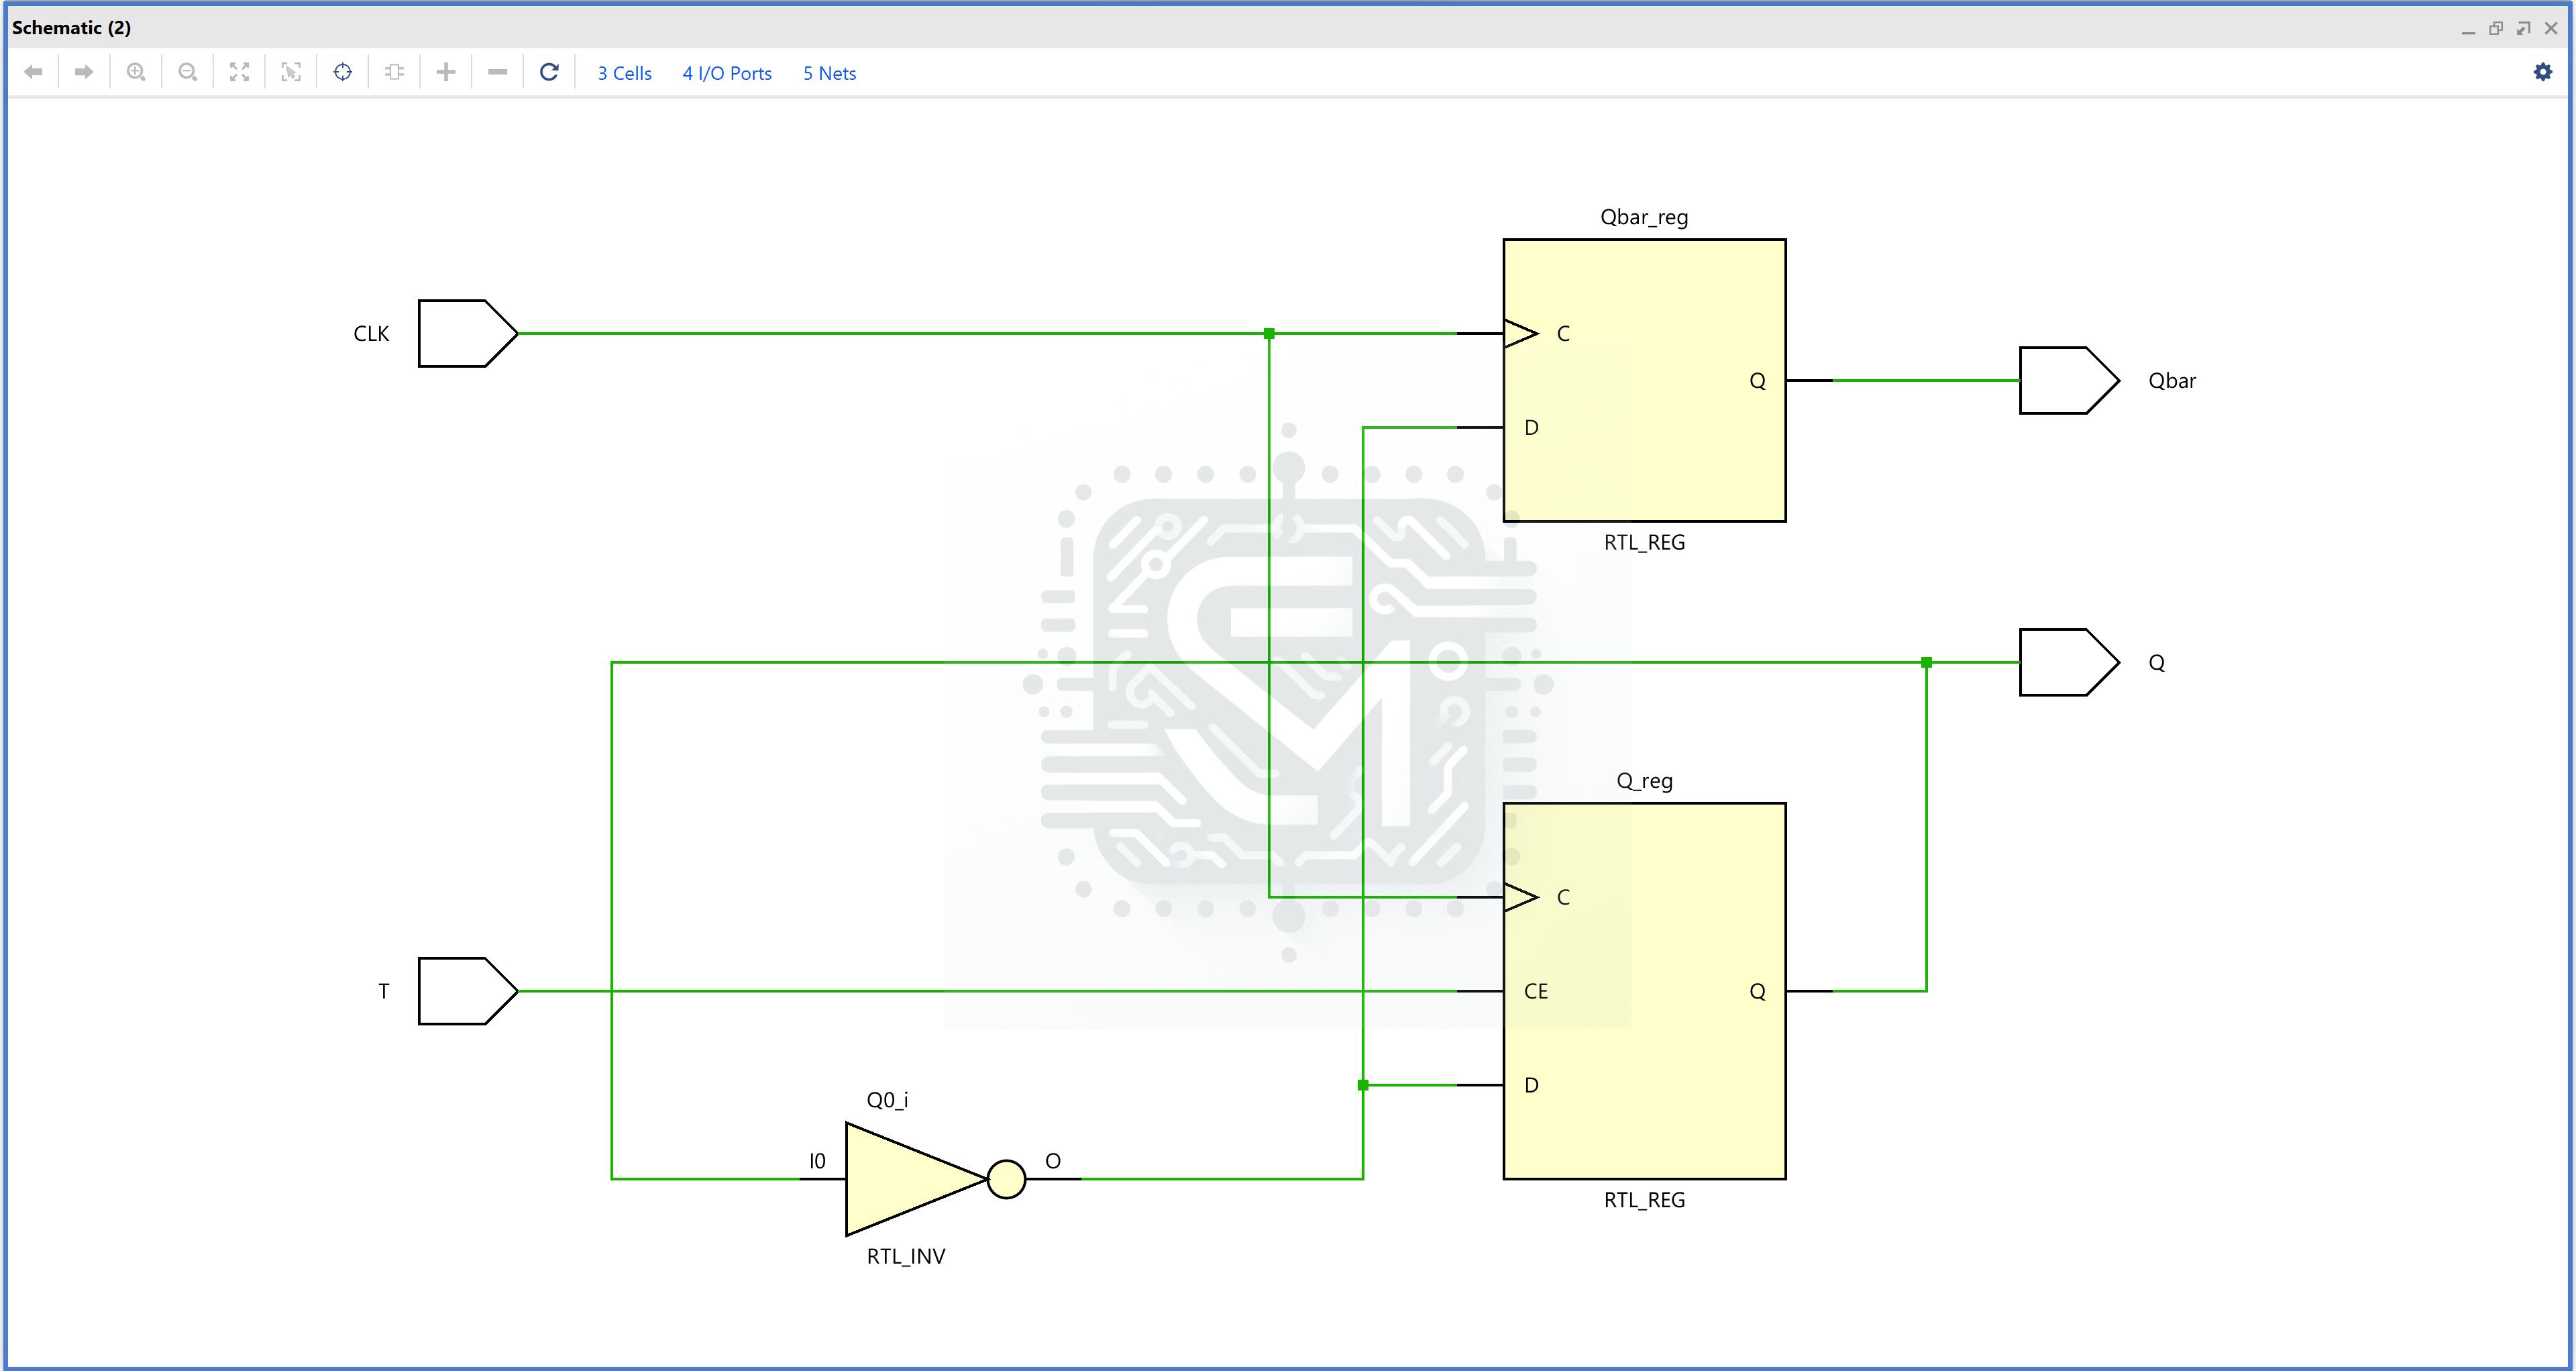 Schematic (2)
3 Cells 4 I/O Ports 5 Nets
Qbar_reg
CLK
C
Q
Qbar
D
RTL_REG
Q
Q_reg
C
T
CE
Q
D
Q0_i
I0
O
RTL_REG
RTL_INV